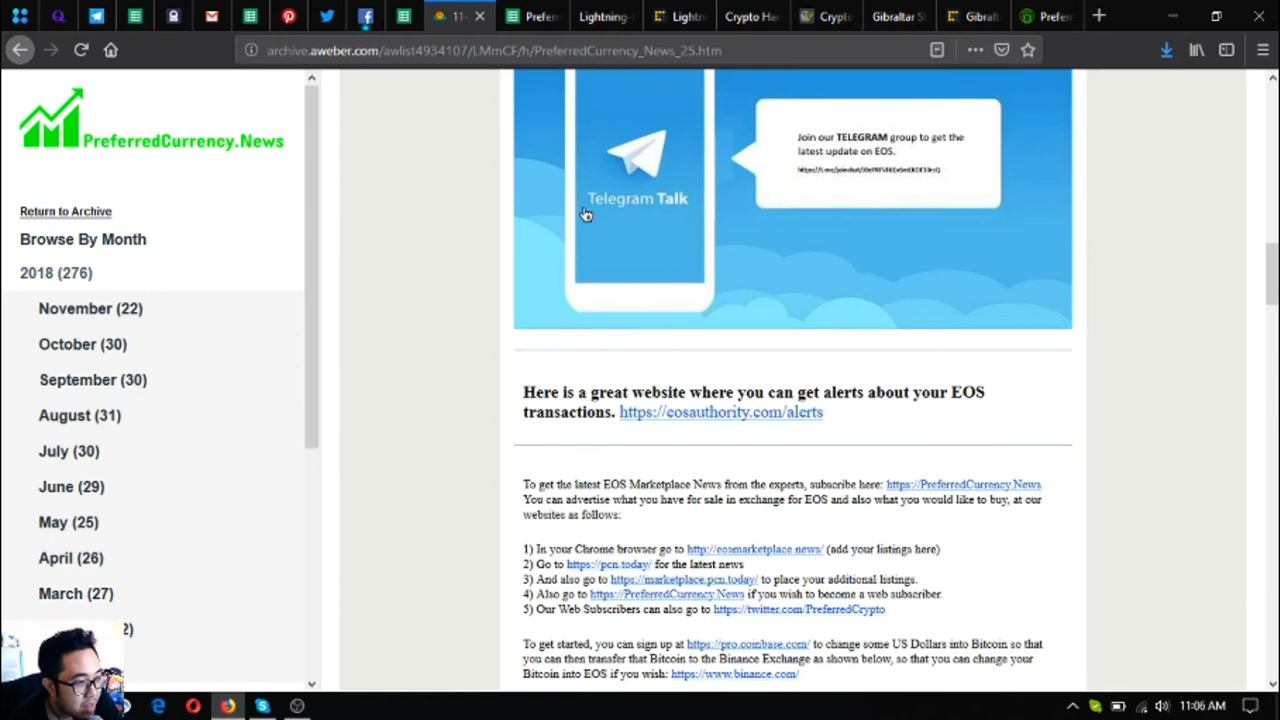 11-
Prefer
Lightning-
Lightn
Crypto Ha
Crypto
Gibraltar S
Gibral
Prefer
archive.aweber.com/awlist4934107/LMmCF/h/PreferredCurrency_News_25.htm
PreferredCurrency.News
Return to Archive
Browse By Month
2018 (276)
November (22)
October (30)
September (30)
August (31)
July (30)
June (29)
May (25)
April (26)
March (27)
2)
Telegram Talk
Join our TELEGRAM group to get the
latest update on EOS.
Here is a great website where you can get alerts about your EOS
transactions. https://eosauthority.com/alerts
To get the latest EOS Marketplace News from the experts, subscribe here: https://PreferredCurrency.News
You can advertise what you have for sale in exchange for EOS and also what you would like to buy, at our
websites as follows:
1) In your Chrome browser go to http://eosmarketplace.news/ (add your listings here)
2) Go to https://pcn.today/ for the latest news
3) And also go to https://marketplace.pcn.today/ to place your additional listings.
4) Also go to https://PreferredCurrency.News if you wish to become a web subscriber.
5) Our Web Subscribers can also go to https://twitter.com/PreferredCrypto
To get started, you can sign up at https://pro.coinbase.com/ to change some US Dollars into Bitcoin so that
you can then transfer that Bitcoin to the Binance Exchange as shown below, so that you can change your
Bitcoin into EOS if you wish: https://www.binance.com/
11:06 AM